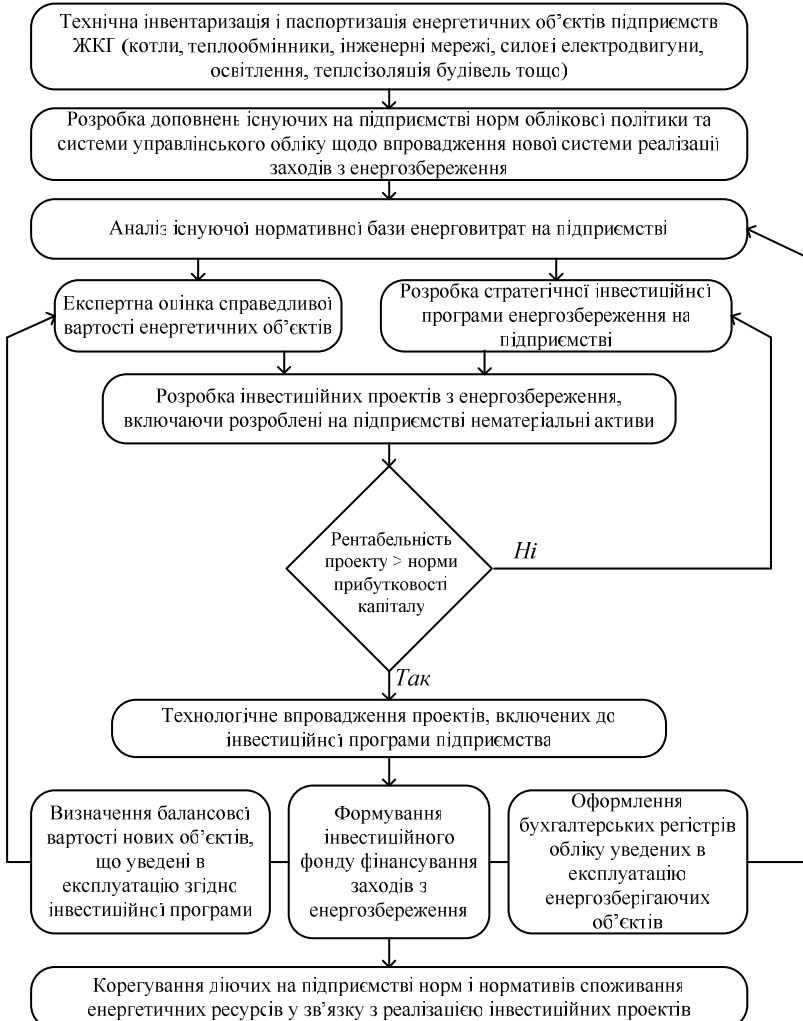 Технічна інвентаризація і паспортизація енергетичних об’єктів підприємств
ЖКГ (котли, теплообмінники, інженерні мережі, силові електродвигуни,
освітлення, теплоізоляція будівель тощо)
Розробка доповнень існуючих на підприємстві норм облікової політики та
системи управлінського обліку щодо впровадження нової системи реалізації
заходів з енергозбереження
Аналіз існуючої нормативної бази енерговитрат на підприємстві
Експертна оцінка справедливої
вартості енергетичних об’єктів
Розробка стратегічної інвестиційної
програми енергозбереження на
підприємстві
Розробка інвестиційних проектів з енергозбереження,
включаючи розроблені на підприємстві нематеріальні активи
Рентабельність
проекту > норми
прибутковості
капіталу
Ні
Так
Технологічне впровадження проектів, включених до
інвестиційної програми підприємства
Визначення балансової
вартості нових об’єктів,
що уведені в
експлуатацію згідно
інвестиційної програми
Формування
інвестиційного
фонду фінансування
заходів з
енергозбереження
Оформлення
бухгалтерських регістрів
обліку уведених в
експлуатацію
енергозберігаючих
об’єктів
Корегування діючих на підприємстві норм і нормативів споживання
енергетичних ресурсів у зв’язку з реалізацією інвестиційних проектів